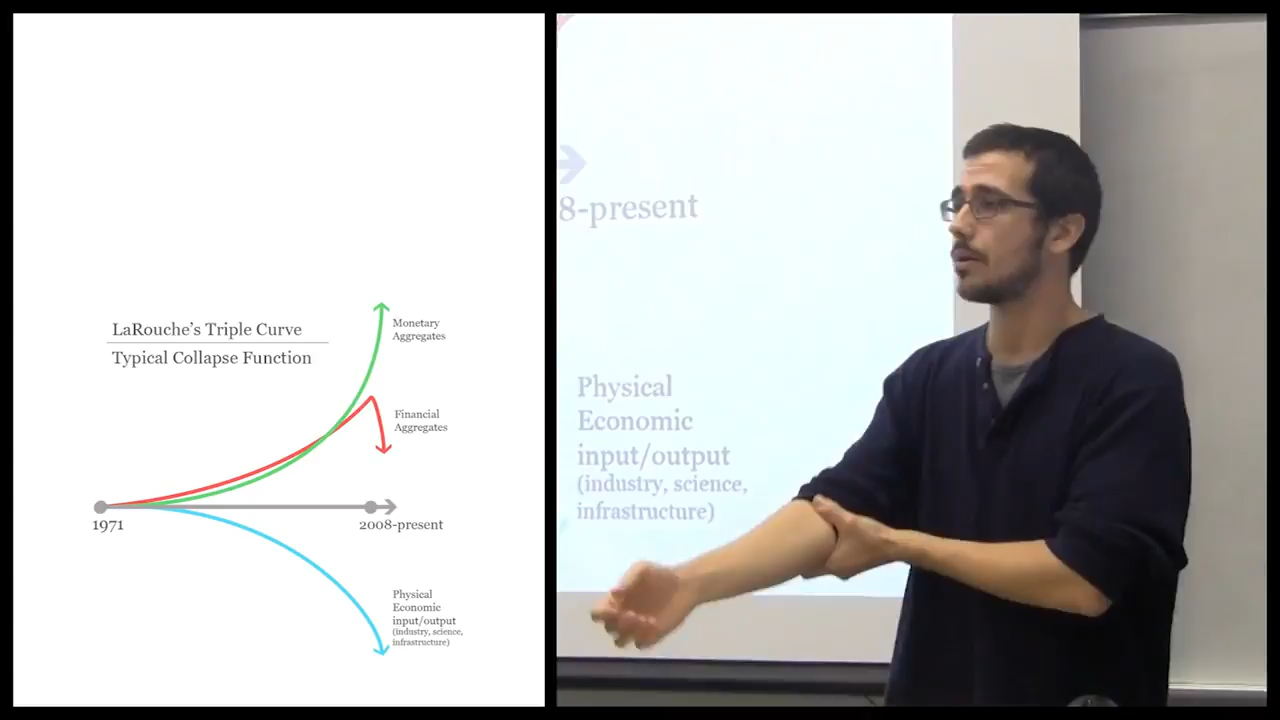 LaRouche's Triple Curve
Typical Collapse Function
Monetary
Aggregates
Financial
Aggregates
1971
2008-present
Physical
Economic
input/output
(industry, science,
infrastructure)
8-present
Physical
Economic
input/output
(industry, science,
infrastructure)